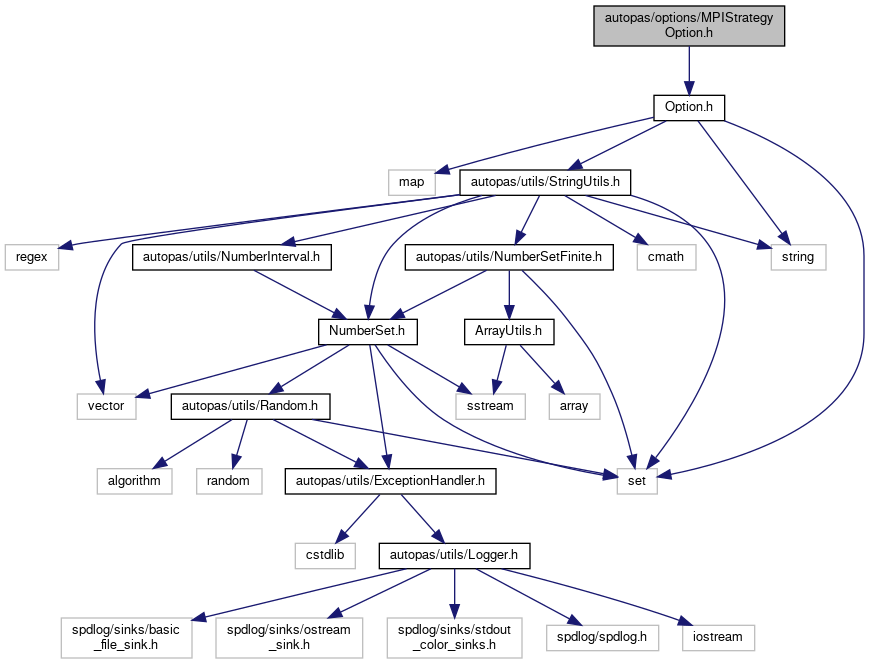 autopas/options/MPIStrategy
Option.h
Option.h
map
autopas/utils/StringUtils.h
regex
autopas/utils/NumberInterval.h
autopas/utils/NumberSetFinite.h
cmath
string
NumberSet.h
ArrayUtils.h
vector
autopas/utils/Random.h
sstream
array
algorithm
random
autopas/utils/ExceptionHandler.h
set
cstdlib
autopas/utils/Logger.h
spdlog/sinks/basic
_file_sink.h
spdlog/sinks/ostream
_sink.h
spdlog/sinks/stdout
_color_sinks.h
spdlog/spdlog.h
iostream